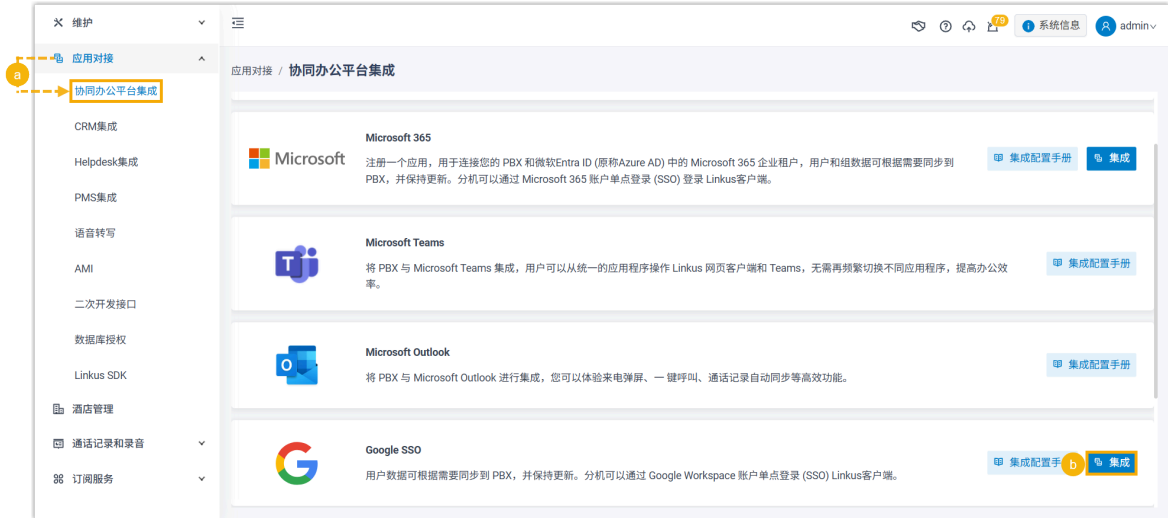 维护
79
系统信息
admin
应用对接
应用对接 / 协同办公平台集成
a
协同办公平台集成
CRM集成
Helpdesk集成
PMS集成
语音转写
AMI
二次开发接口
数据库授权
Linkus SDK
酒店管理
通话记录和录音
订阅服务
Microsoft
Microsoft 365
注册一个应用，用于连接您的 PBX 和微软Entra ID (原称Azure AD) 中的 Microsoft 365 企业租户，用户和组数据可根据需要同步到
PBX，并保持更新。分机可以通过 Microsoft 365 账户单点登录 (SSO) 登录 Linkus客户端。
集成配置手册
集成
Microsoft Teams
将 PBX 与 Microsoft Teams 集成，用户可以从统一的应用程序操作 Linkus 网页客户端和 Teams，无需再频繁切换不同应用程序，提高办公效
率。
集成配置手册
Microsoft Outlook
将 PBX 与 Microsoft Outlook 进行集成，您可以体验来电弹屏、一 键呼叫、通话记录自动同步等高效功能。
集成配置手册
Google SSO
用户数据可根据需要同步到 PBX，并保持更新。分机可以通过 Google Workspace 账户单点登录 (SSO) Linkus客户端。
集成配置手
b
集成